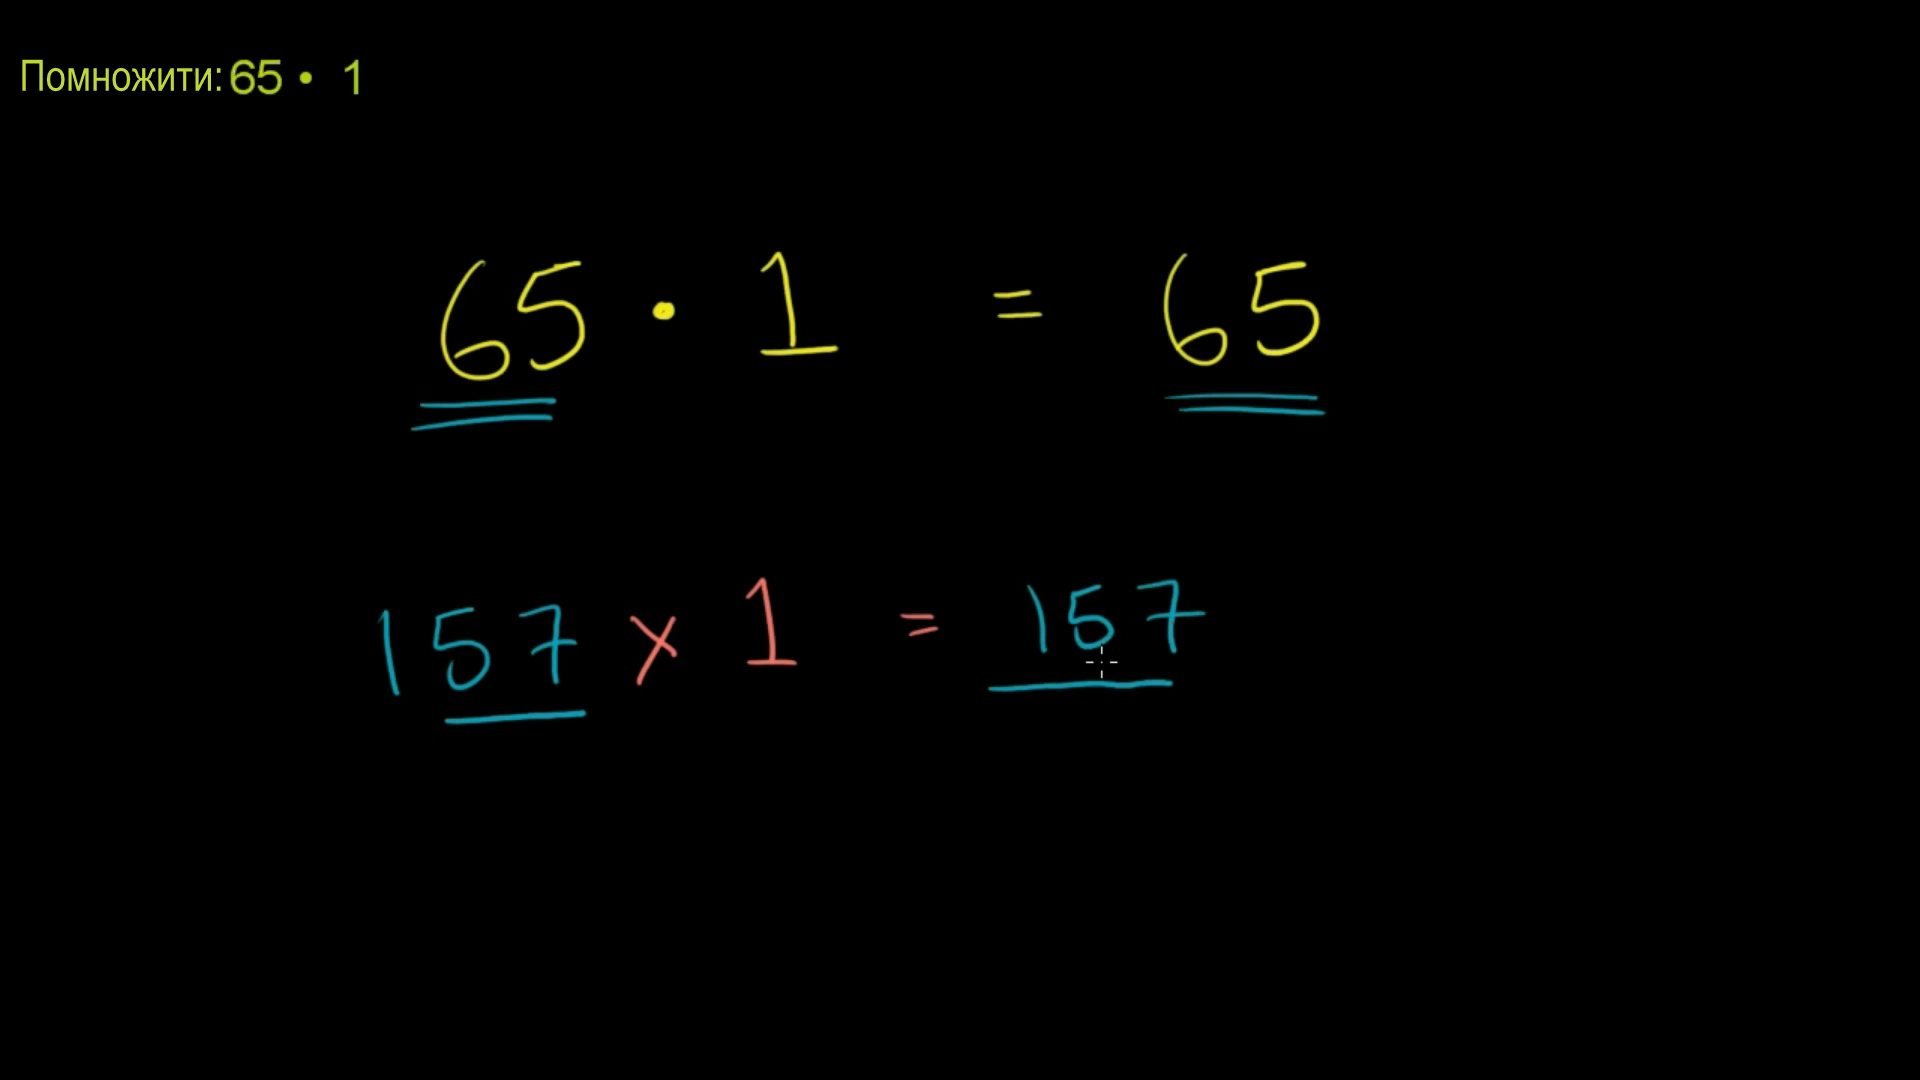 Помножити: 65 • 1
65 • 1 = 65
157 x 1 = 157